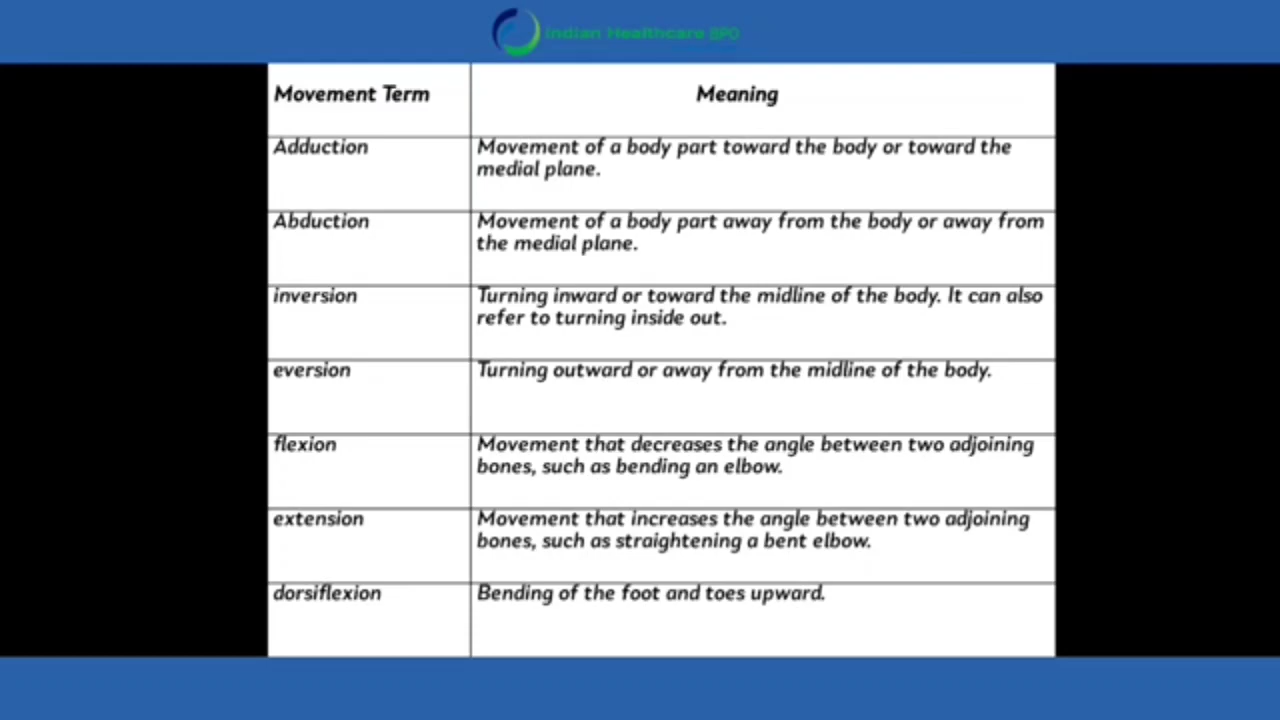 Indian Healthcare BPO
Movement Term
Meaning
Adduction
Movement of a body part toward the body or toward the
medial plane.
Abduction
Movement of a body part away from the body or away from
the medial plane.
inversion
Turning inward or toward the midline of the body. It can also
refer to turning inside out.
eversion
Turning outward or away from the midline of the body.
flexion
Movement that decreases the angle between two adjoining
bones, such as bending an elbow.
extension
Movement that increases the angle between two adjoining
bones, such as straightening a bent elbow.
dorsiflexion
Bending of the foot and toes upward.